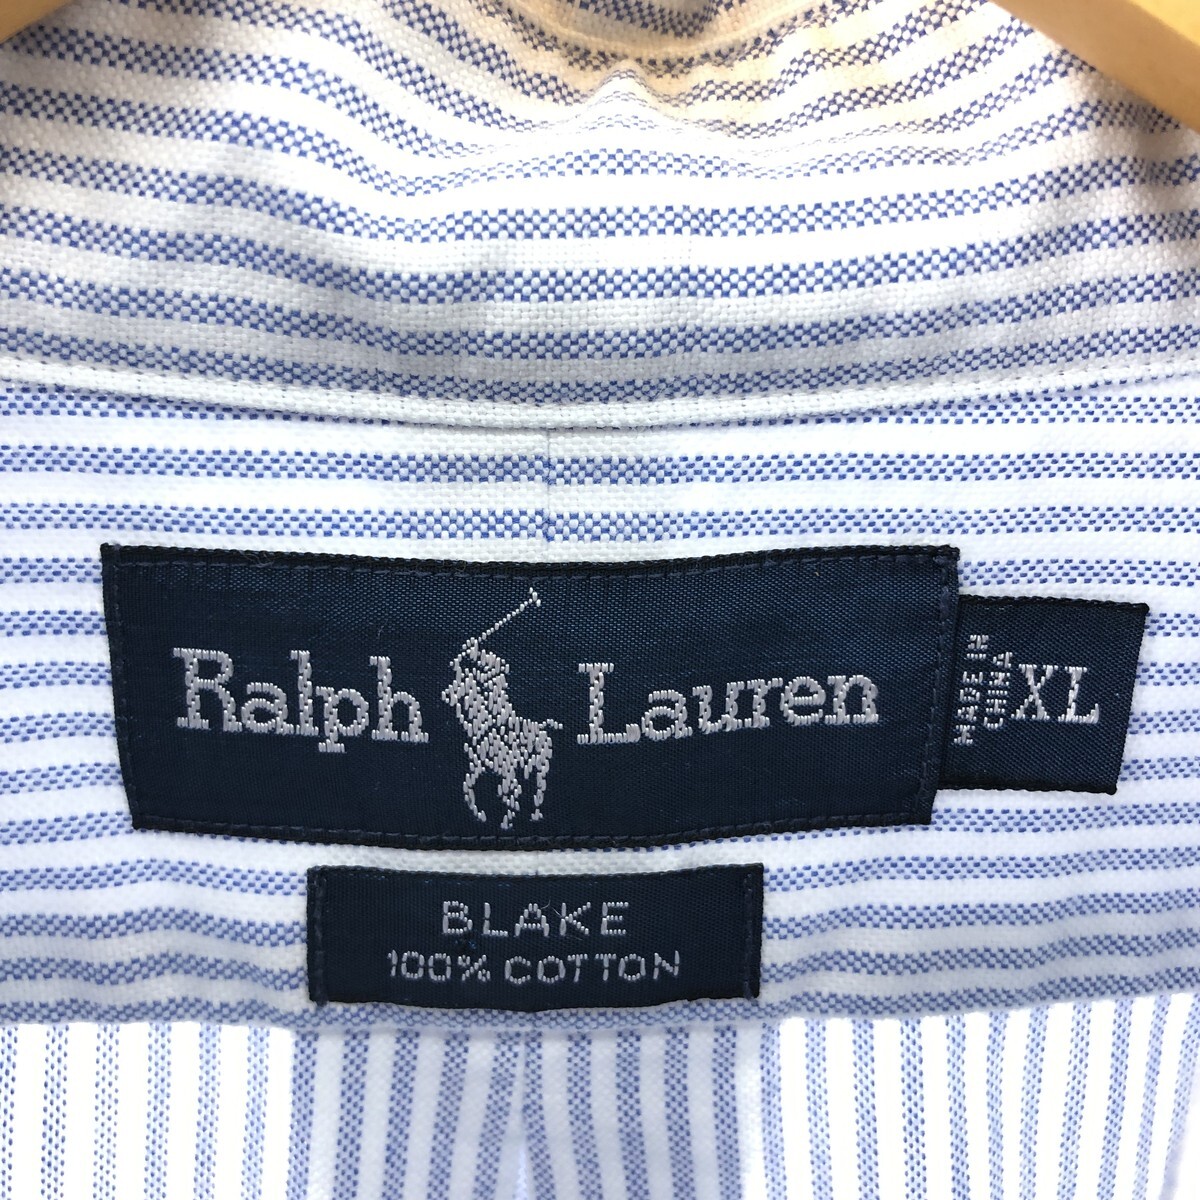 Ralph Lauren
MADE IN
CHINA
XL
BLAKE
100% COTTON